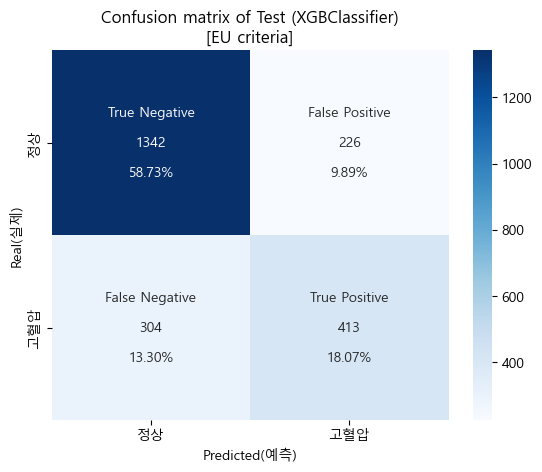 Confusion matrix of Test (XGBClassifier)
[EU criteria]
True Negative
1342
58.73%
False Positive
226
9.89%
False Negative
304
13.30%
True Positive
413
18.07%
정상
고혈압
Real(실제)
정상
고혈압
Predicted(예측)
1200
1000
800
600
400